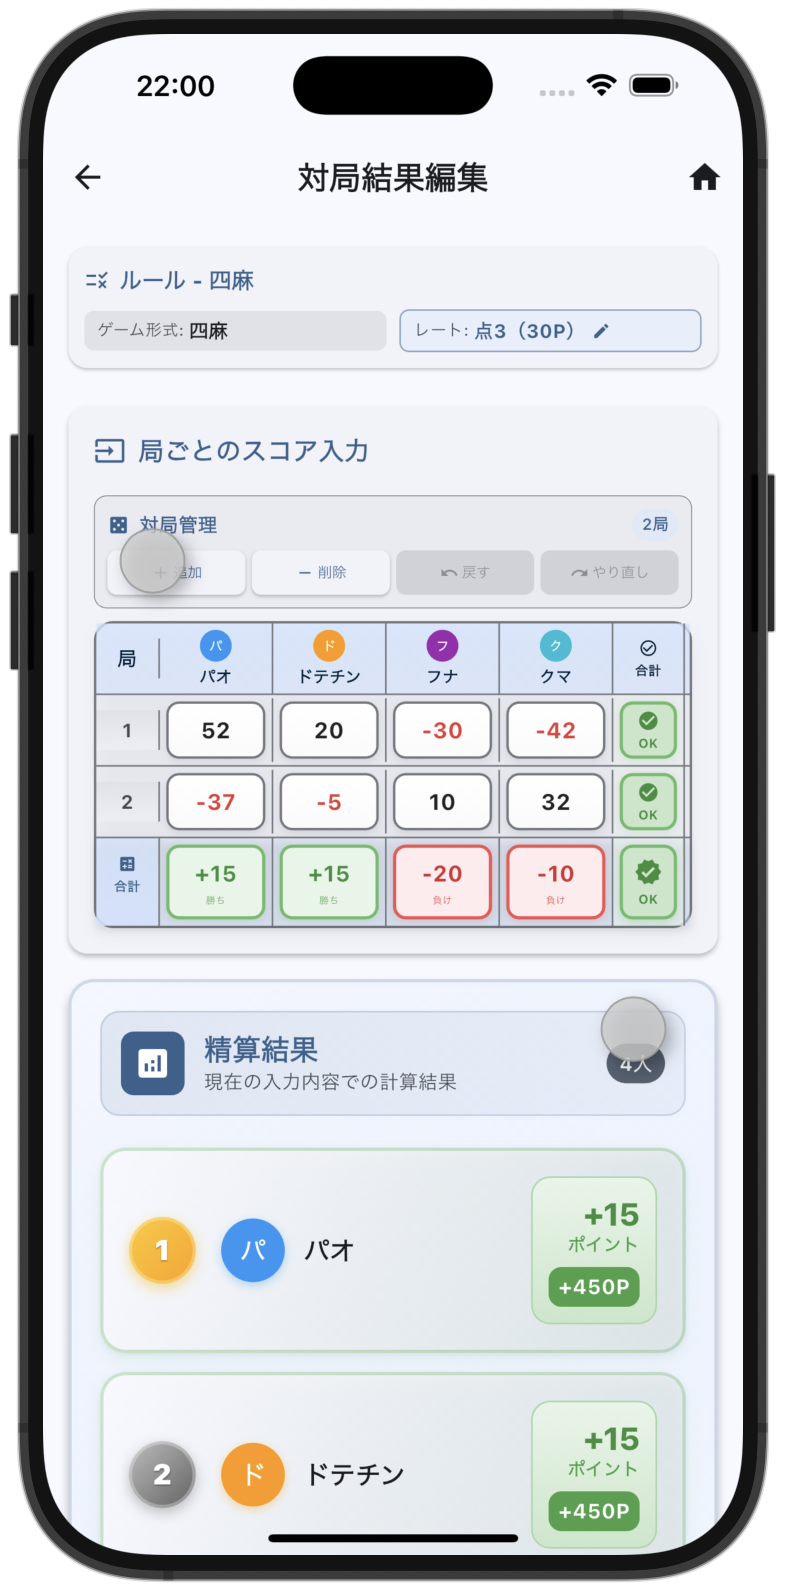 22:00
対局結果編集
ルール - 四麻
ゲーム形式: 四麻
レート: 点3（30P）
局ごとのスコア入力
対局管理
2局
+ 追加
− 削除
戻す
やり直し
局
パ
パオ
ド
ドテチン
フ
フナ
ク
クマ
合計
1
52
20
-30
-42
OK
2
-37
-5
10
32
OK
合計
+15
勝ち
+15
勝ち
-20
負け
-10
負け
OK
精算結果
4人
現在の入力内容での計算結果
1
パ
パオ
+15
ポイント
+450P
2
ド
ドテチン
+15
ポイント
+450P